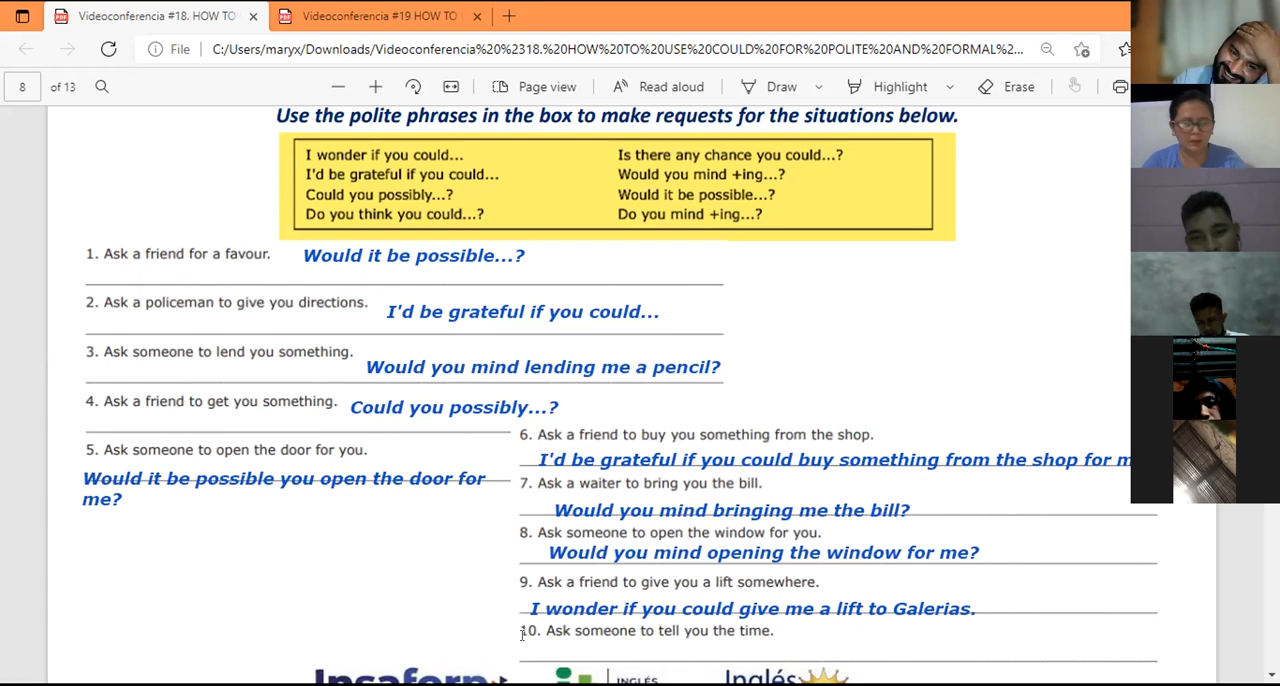 Videoconferencia #18. HOW TO
Videoconferencia #19 HOW TO
File
C:/Users/maryx/Downloads/Videoconferencia%20%2318.%20HOW%20TO%20USE%20COULD%20FOR%20POLITE%20AND%20FORMAL%...
8
of 13
Page view
Read aloud
Draw
Highlight
Erase
Use the polite phrases in the box to make requests for the situations below.
I wonder if you could...
I'd be grateful if you could...
Could you possibly...?
Do you think you could...?
Is there any chance you could...?
Would you mind +ing...?
Would it be possible...?
Do you mind +ing...?
1. Ask a friend for a favour.
Would it be possible...?
2. Ask a policeman to give you directions.
I'd be grateful if you could...
3. Ask someone to lend you something.
Would you mind lending me a pencil?
4. Ask a friend to get you something.
Could you possibly...?
5. Ask someone to open the door for you.
Would it be possible you open the door for
me?
6. Ask a friend to buy you something from the shop.
I'd be grateful if you could buy something from the shop for m
7. Ask a waiter to bring you the bill.
Would you mind bringing me the bill?
8. Ask someone to open the window for you.
Would you mind opening the window for me?
9. Ask a friend to give you a lift somewhere.
I wonder if you could give me a lift to Galerias.
10. Ask someone to tell you the time.
Insaforp
INGLÉS
Inglés